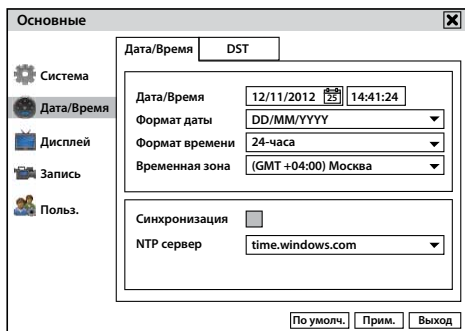 Основные
Дата/Время DST
Система
Дата/Время
Дисплей
Запись
Польз.
Дата/Время 12/11/2012 25 14:41:24
Формат даты DD/MM/YYYY
Формат времени 24-часа
Временная зона (GMT +04:00) Москва
Синхронизация
NTP сервер time.windows.com
По умолч. Прим. Выход